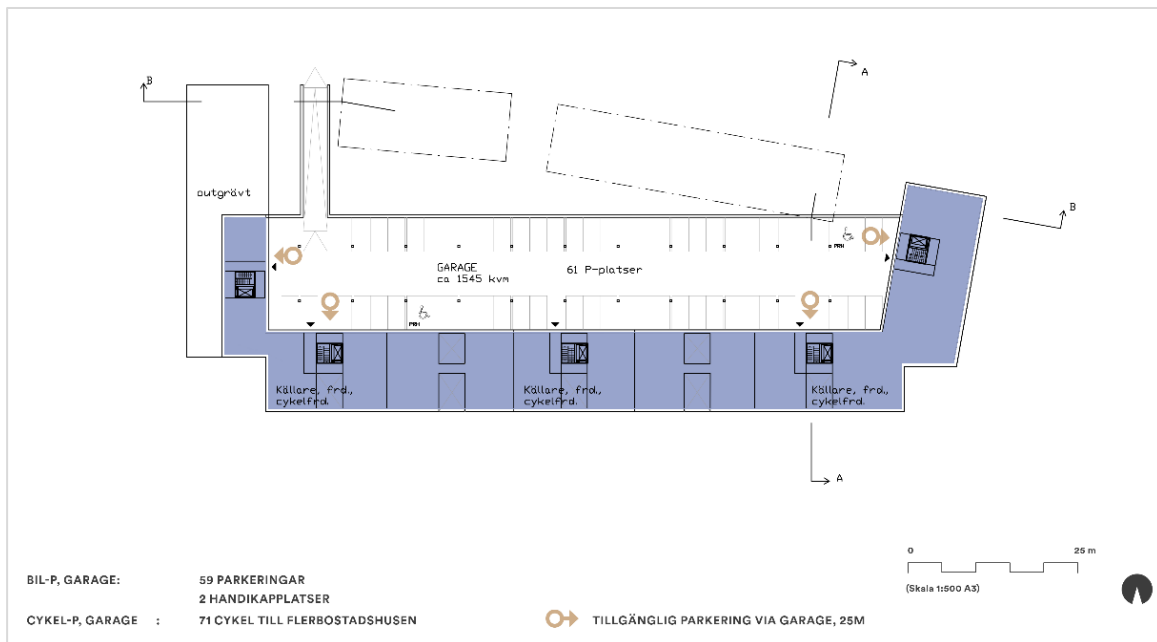 B
A
outgrävt
B
PRH
GARAGE
ca 1545 kvm
61 P-platser
PRH
Källare, frd.,
cykelfrd.
Källare, frd.,
cykelfrd.
Källare, frd.,
cykelfrd.
A
0 25 m
(Skala 1:500 A3)
BIL-P, GARAGE: 59 PARKERINGAR
2 HANDIKAPPLATSER
CYKEL-P, GARAGE : 71 CYKEL TILL FLERBOSTADSHUSEN
TILLGÄNGLIG PARKERING VIA GARAGE, 25M